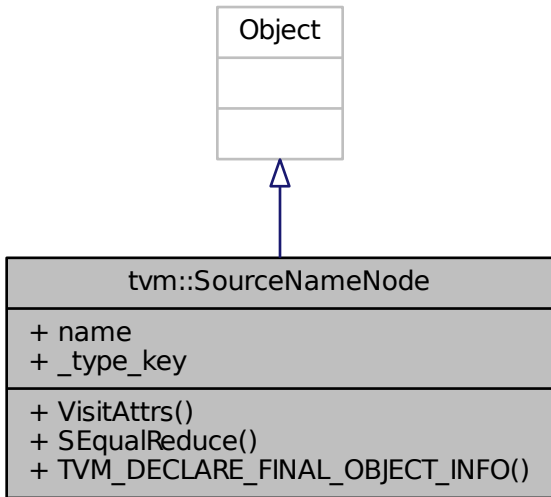 Object
tvm::SourceNameNode
+ name
+ _type_key
+ VisitAttrs()
+ SEqualReduce()
+ TVM_DECLARE_FINAL_OBJECT_INFO()